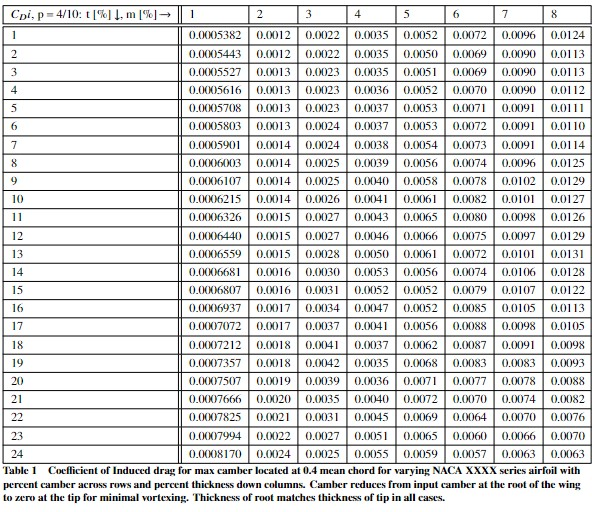 C_D i, p = 4/10: t [%] ↓, m [%] → 1 2 3 4 5 6 7 8
1 0.0005382 0.0012 0.0022 0.0035 0.0052 0.0072 0.0096 0.0124
2 0.0005443 0.0012 0.0022 0.0035 0.0050 0.0069 0.0090 0.0113
3 0.0005527 0.0013 0.0023 0.0035 0.0051 0.0069 0.0090 0.0113
4 0.0005616 0.0013 0.0023 0.0036 0.0052 0.0070 0.0090 0.0112
5 0.0005708 0.0013 0.0023 0.0037 0.0053 0.0071 0.0091 0.0111
6 0.0005803 0.0013 0.0024 0.0037 0.0053 0.0072 0.0091 0.0110
7 0.0005901 0.0014 0.0024 0.0038 0.0054 0.0073 0.0091 0.0114
8 0.0006003 0.0014 0.0025 0.0039 0.0056 0.0074 0.0096 0.0125
9 0.0006107 0.0014 0.0025 0.0040 0.0058 0.0078 0.0102 0.0129
10 0.0006215 0.0014 0.0026 0.0041 0.0061 0.0082 0.0101 0.0127
11 0.0006326 0.0015 0.0027 0.0043 0.0065 0.0080 0.0098 0.0126
12 0.0006440 0.0015 0.0027 0.0046 0.0066 0.0075 0.0097 0.0129
13 0.0006559 0.0015 0.0028 0.0050 0.0061 0.0072 0.0101 0.0131
14 0.0006681 0.0016 0.0030 0.0053 0.0056 0.0074 0.0106 0.0128
15 0.0006807 0.0016 0.0031 0.0052 0.0052 0.0079 0.0107 0.0122
16 0.0006937 0.0017 0.0034 0.0047 0.0052 0.0085 0.0105 0.0113
17 0.0007072 0.0017 0.0037 0.0041 0.0056 0.0088 0.0098 0.0105
18 0.0007212 0.0018 0.0041 0.0037 0.0062 0.0087 0.0091 0.0098
19 0.0007357 0.0018 0.0042 0.0035 0.0068 0.0083 0.0083 0.0093
20 0.0007507 0.0019 0.0039 0.0036 0.0071 0.0077 0.0078 0.0088
21 0.0007666 0.0020 0.0035 0.0040 0.0072 0.0070 0.0074 0.0082
22 0.0007825 0.0021 0.0031 0.0045 0.0069 0.0064 0.0070 0.0076
23 0.0007994 0.0022 0.0027 0.0051 0.0065 0.0060 0.0066 0.0070
24 0.0008170 0.0024 0.0025 0.0055 0.0059 0.0057 0.0063 0.0063
Table 1 Coefficient of Induced drag for max camber located at 0.4 mean chord for varying NACA XXXX series airfoil with
percent camber across rows and percent thickness down columns. Camber reduces from input camber at the root of the wing
to zero at the tip for minimal vortexing. Thickness of root matches thickness of tip in all cases.